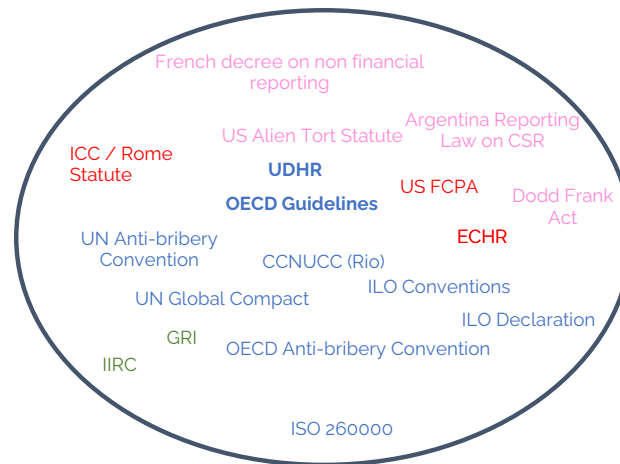 French decree on non financial
reporting
Argentina Reporting
Law on CSR
US Alien Tort Statute
ICC / Rome
Statute
UDHR
US FCPA
Dodd Frank
Act
OECD Guidelines
UN Anti-bribery
Convention
ECHR
CCNUCC (Rio)
ILO Conventions
UN Global Compact
ILO Declaration
GRI
OECD Anti-bribery Convention
IIRC
ISO 260000